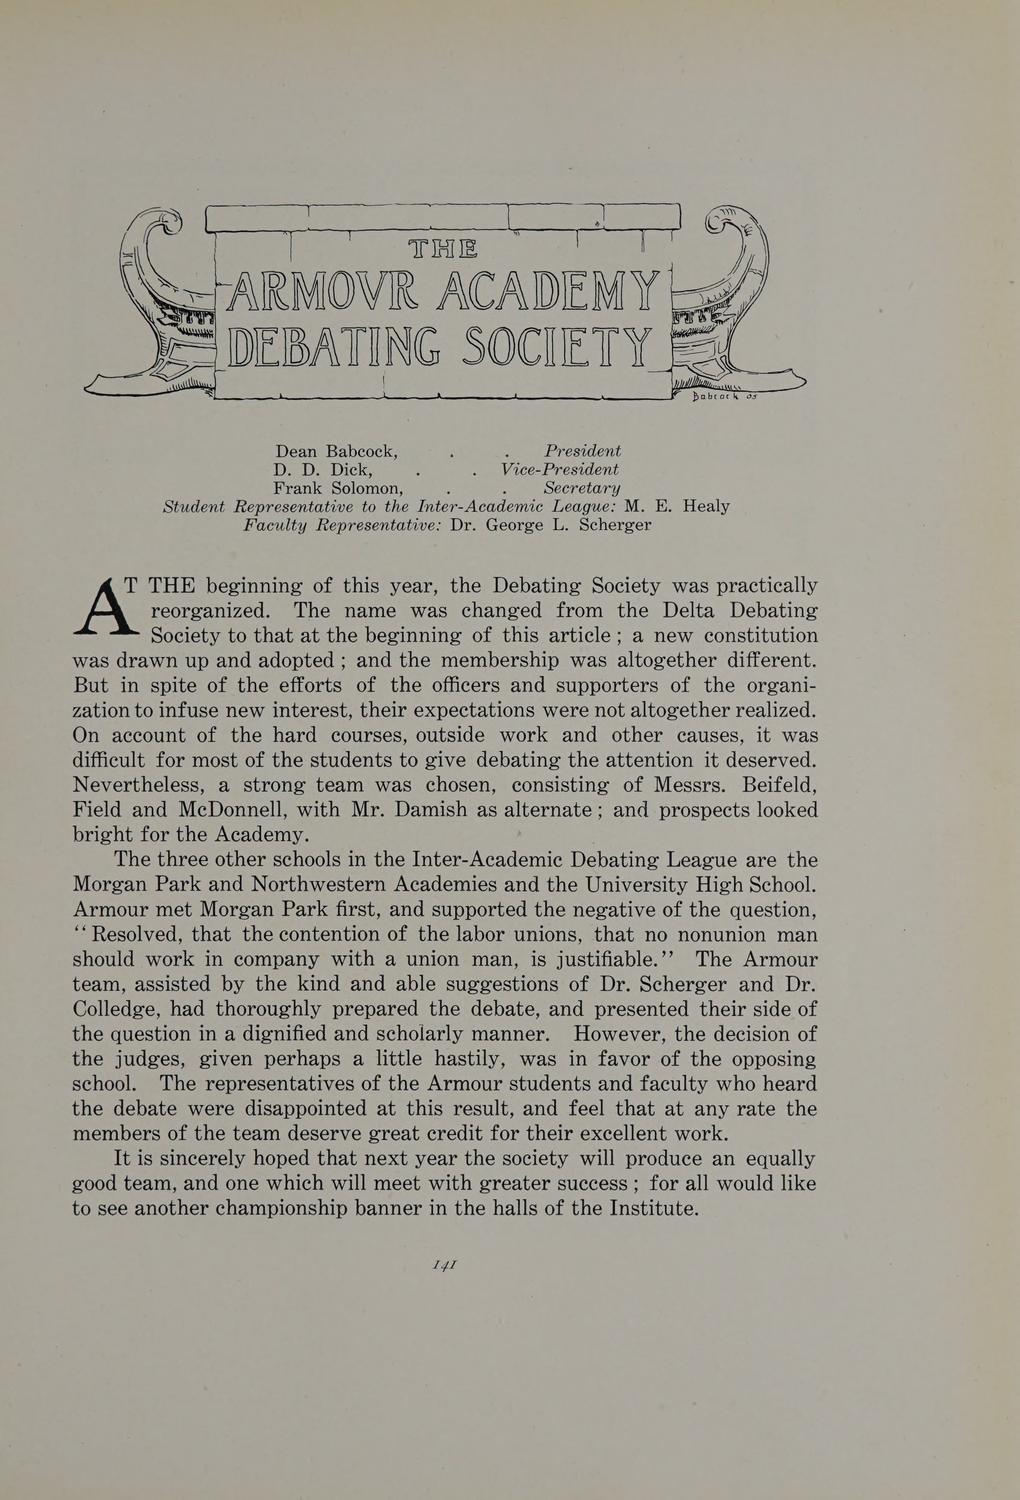 THE
ARMOVR ACADEMY
DEBATING SOCIETY
Babcock 05
Dean Babcock, . . President
D. D. Dick, . . Vice-President
Frank Solomon, . . Secretary
Student Representative to the Inter-Academic League: M. E. Healy
Faculty Representative: Dr. George L. Scherger
AT THE beginning of this year, the Debating Society was practically
reorganized. The name was changed from the Delta Debating
Society to that at the beginning of this article; a new constitution
was drawn up and adopted; and the membership was altogether different.
But in spite of the efforts of the officers and supporters of the organi-
zation to infuse new interest, their expectations were not altogether realized.
On account of the hard courses, outside work and other causes, it was
difficult for most of the students to give debating the attention it deserved.
Nevertheless, a strong team was chosen, consisting of Messrs. Beifeld,
Field and McDonnell, with Mr. Damish as alternate; and prospects looked
bright for the Academy.
The three other schools in the Inter-Academic Debating League are the
Morgan Park and Northwestern Academies and the University High School.
Armour met Morgan Park first, and supported the negative of the question,
“Resolved, that the contention of the labor unions, that no nonunion man
should work in company with a union man, is justifiable.” The Armour
team, assisted by the kind and able suggestions of Dr. Scherger and Dr.
Colledge, had thoroughly prepared the debate, and presented their side of
the question in a dignified and scholarly manner. However, the decision of
the judges, given perhaps a little hastily, was in favor of the opposing
school. The representatives of the Armour students and faculty who heard
the debate were disappointed at this result, and feel that at any rate the
members of the team deserve great credit for their excellent work.
It is sincerely hoped that next year the society will produce an equally
good team, and one which will meet with greater success; for all would like
to see another championship banner in the halls of the Institute.
141